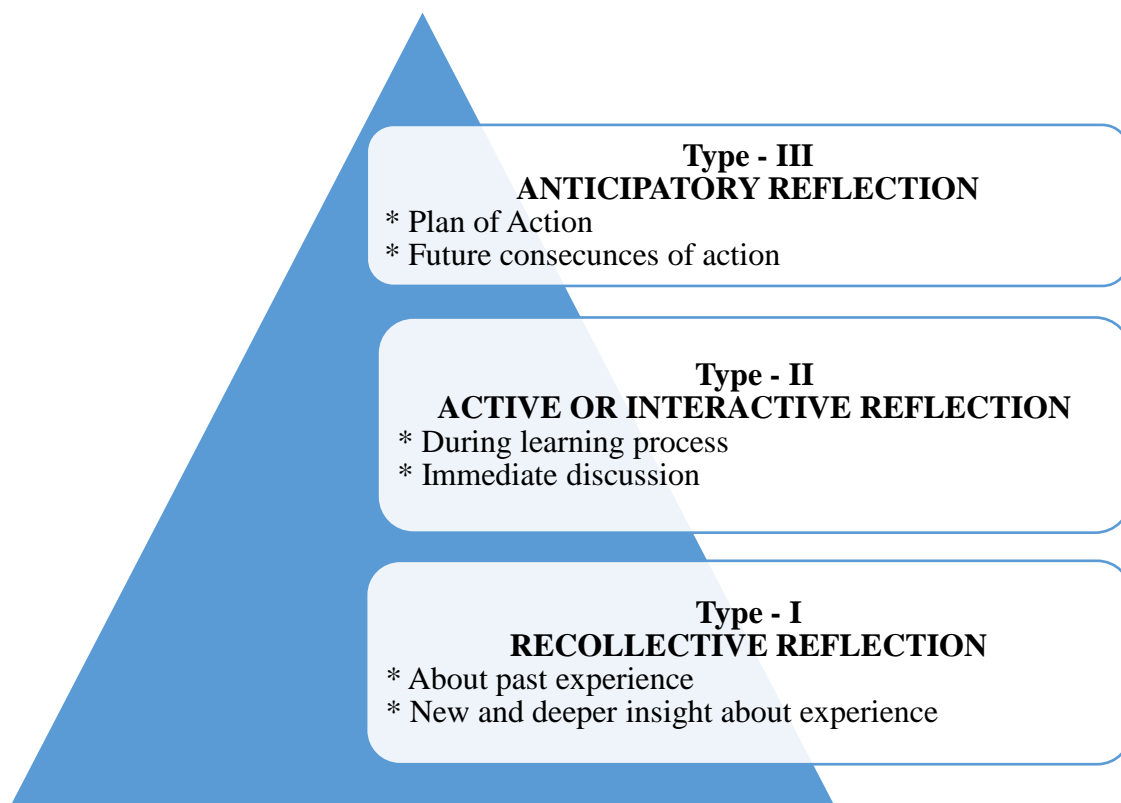 Type - III
ANTICIPATORY REFLECTION
* Plan of Action
* Future consecunces of action
Type - II
ACTIVE OR INTERACTIVE REFLECTION
* During learning process
* Immediate discussion
Type - I
RECOLLECTIVE REFLECTION
* About past experience
* New and deeper insight about experience